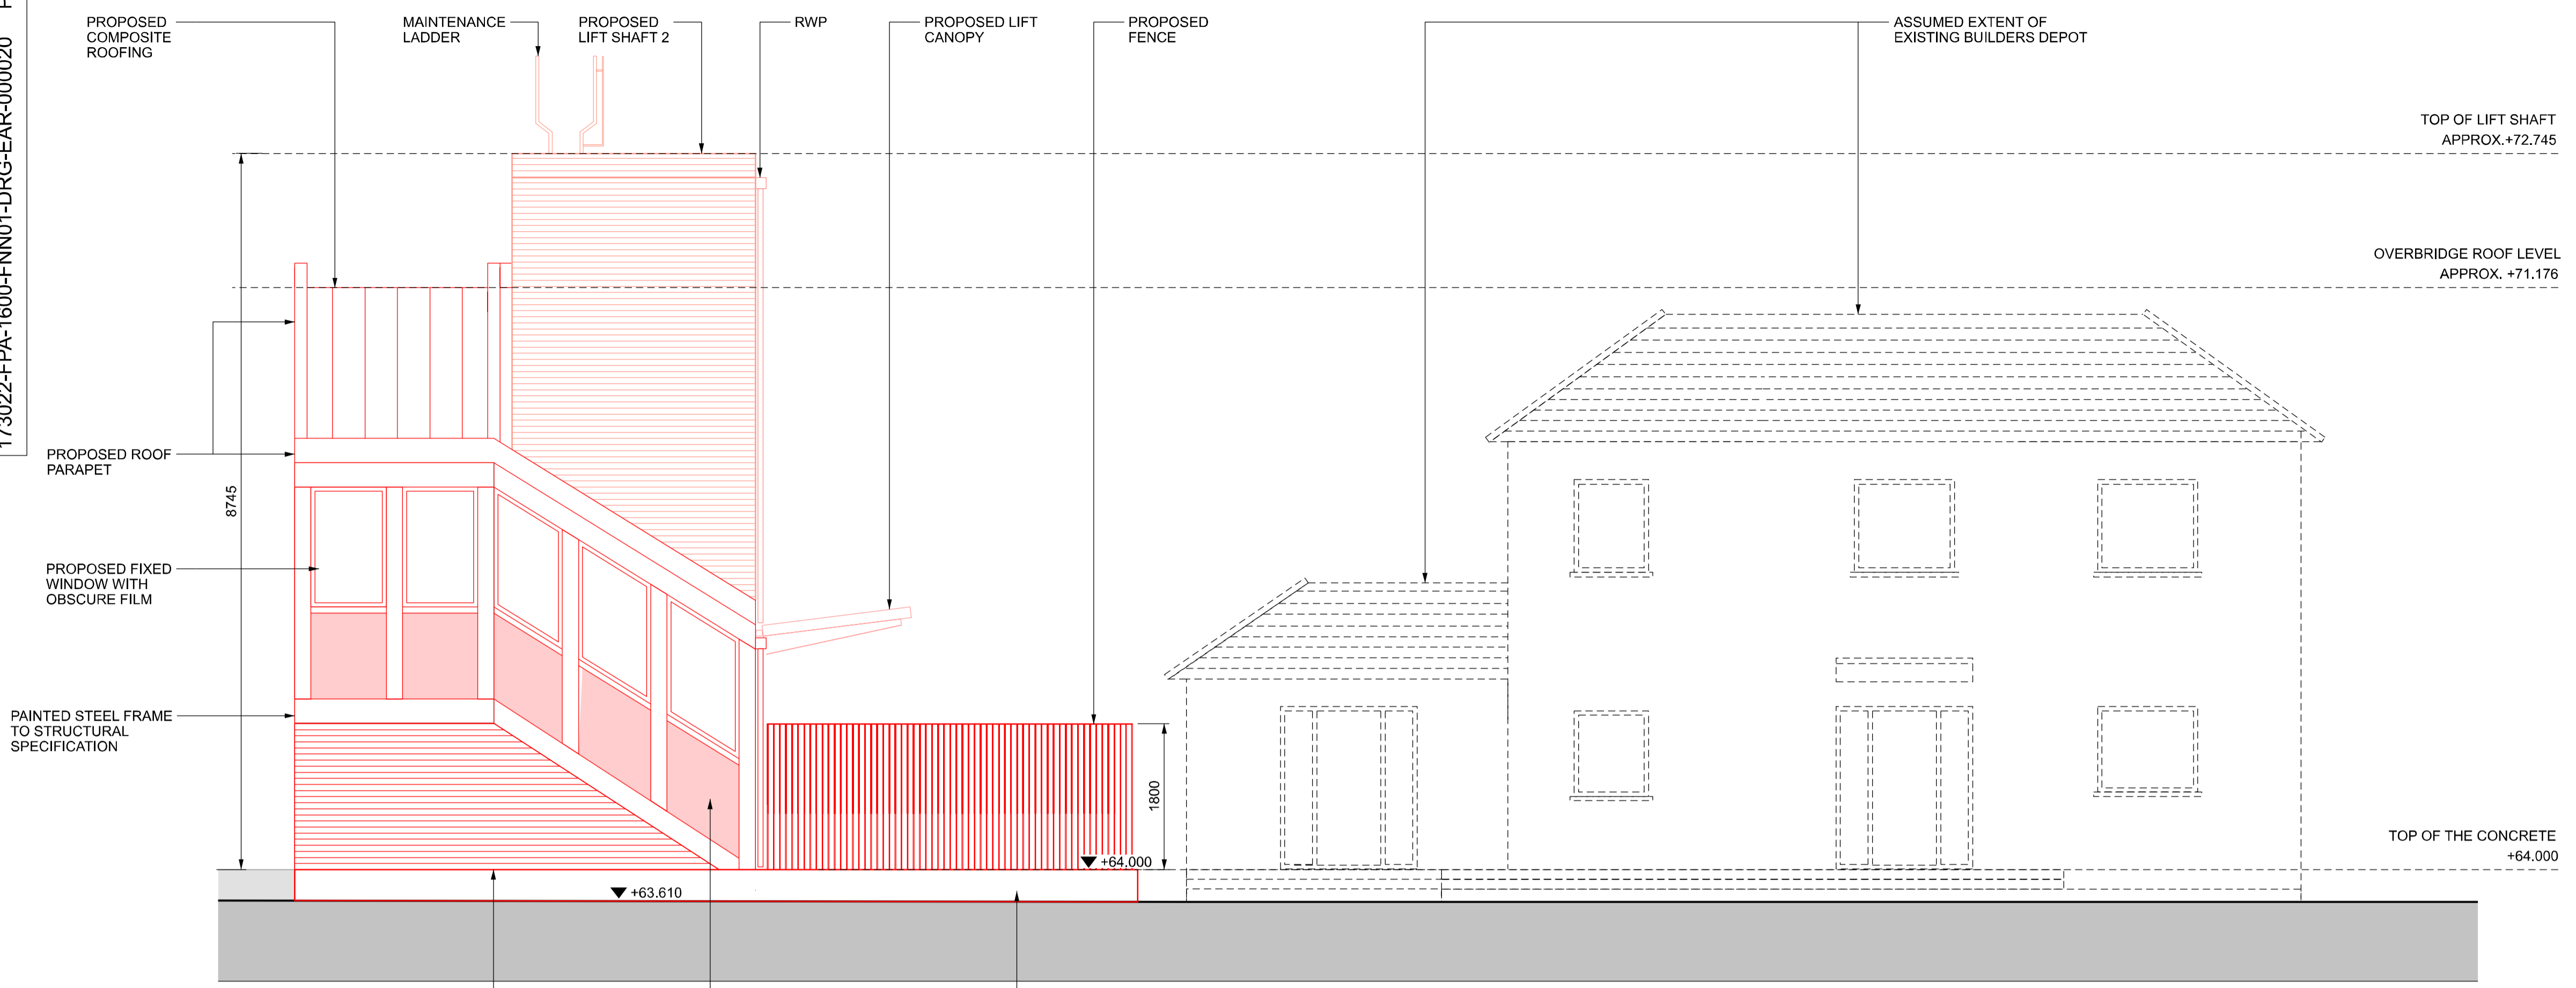 173022-FPA-1600-FNN01-DRG-EAR-000020
PROPOSED
COMPOSITE
ROOFING
MAINTENANCE
LADDER
PROPOSED
LIFT SHAFT 2
RWP
PROPOSED LIFT
CANOPY
PROPOSED
FENCE
ASSUMED EXTENT OF
EXISTING BUILDERS DEPOT
TOP OF LIFT SHAFT
APPROX.+72.745
OVERBRIDGE ROOF LEVEL
APPROX. +71.176
PROPOSED ROOF
PARAPET
8745
PROPOSED FIXED
WINDOW WITH
OBSCURE FILM
PAINTED STEEL FRAME
TO STRUCTURAL
SPECIFICATION
1800
+64.000
TOP OF THE CONCRETE
+64.000
+63.610